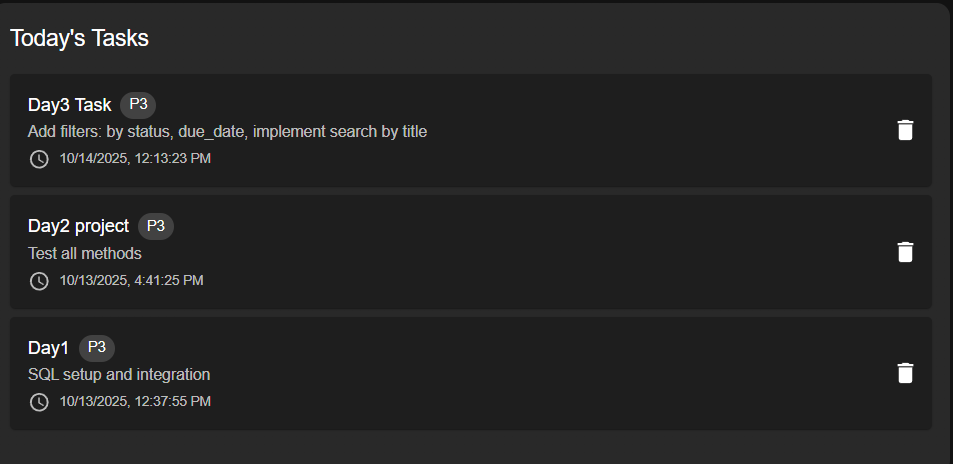 Today's Tasks
Day3 Task P3
Add filters: by status, due_date, implement search by title
10/14/2025, 12:13:23 PM
Day2 project P3
Test all methods
10/13/2025, 4:41:25 PM
Day1 P3
SQL setup and integration
10/13/2025, 12:37:55 PM